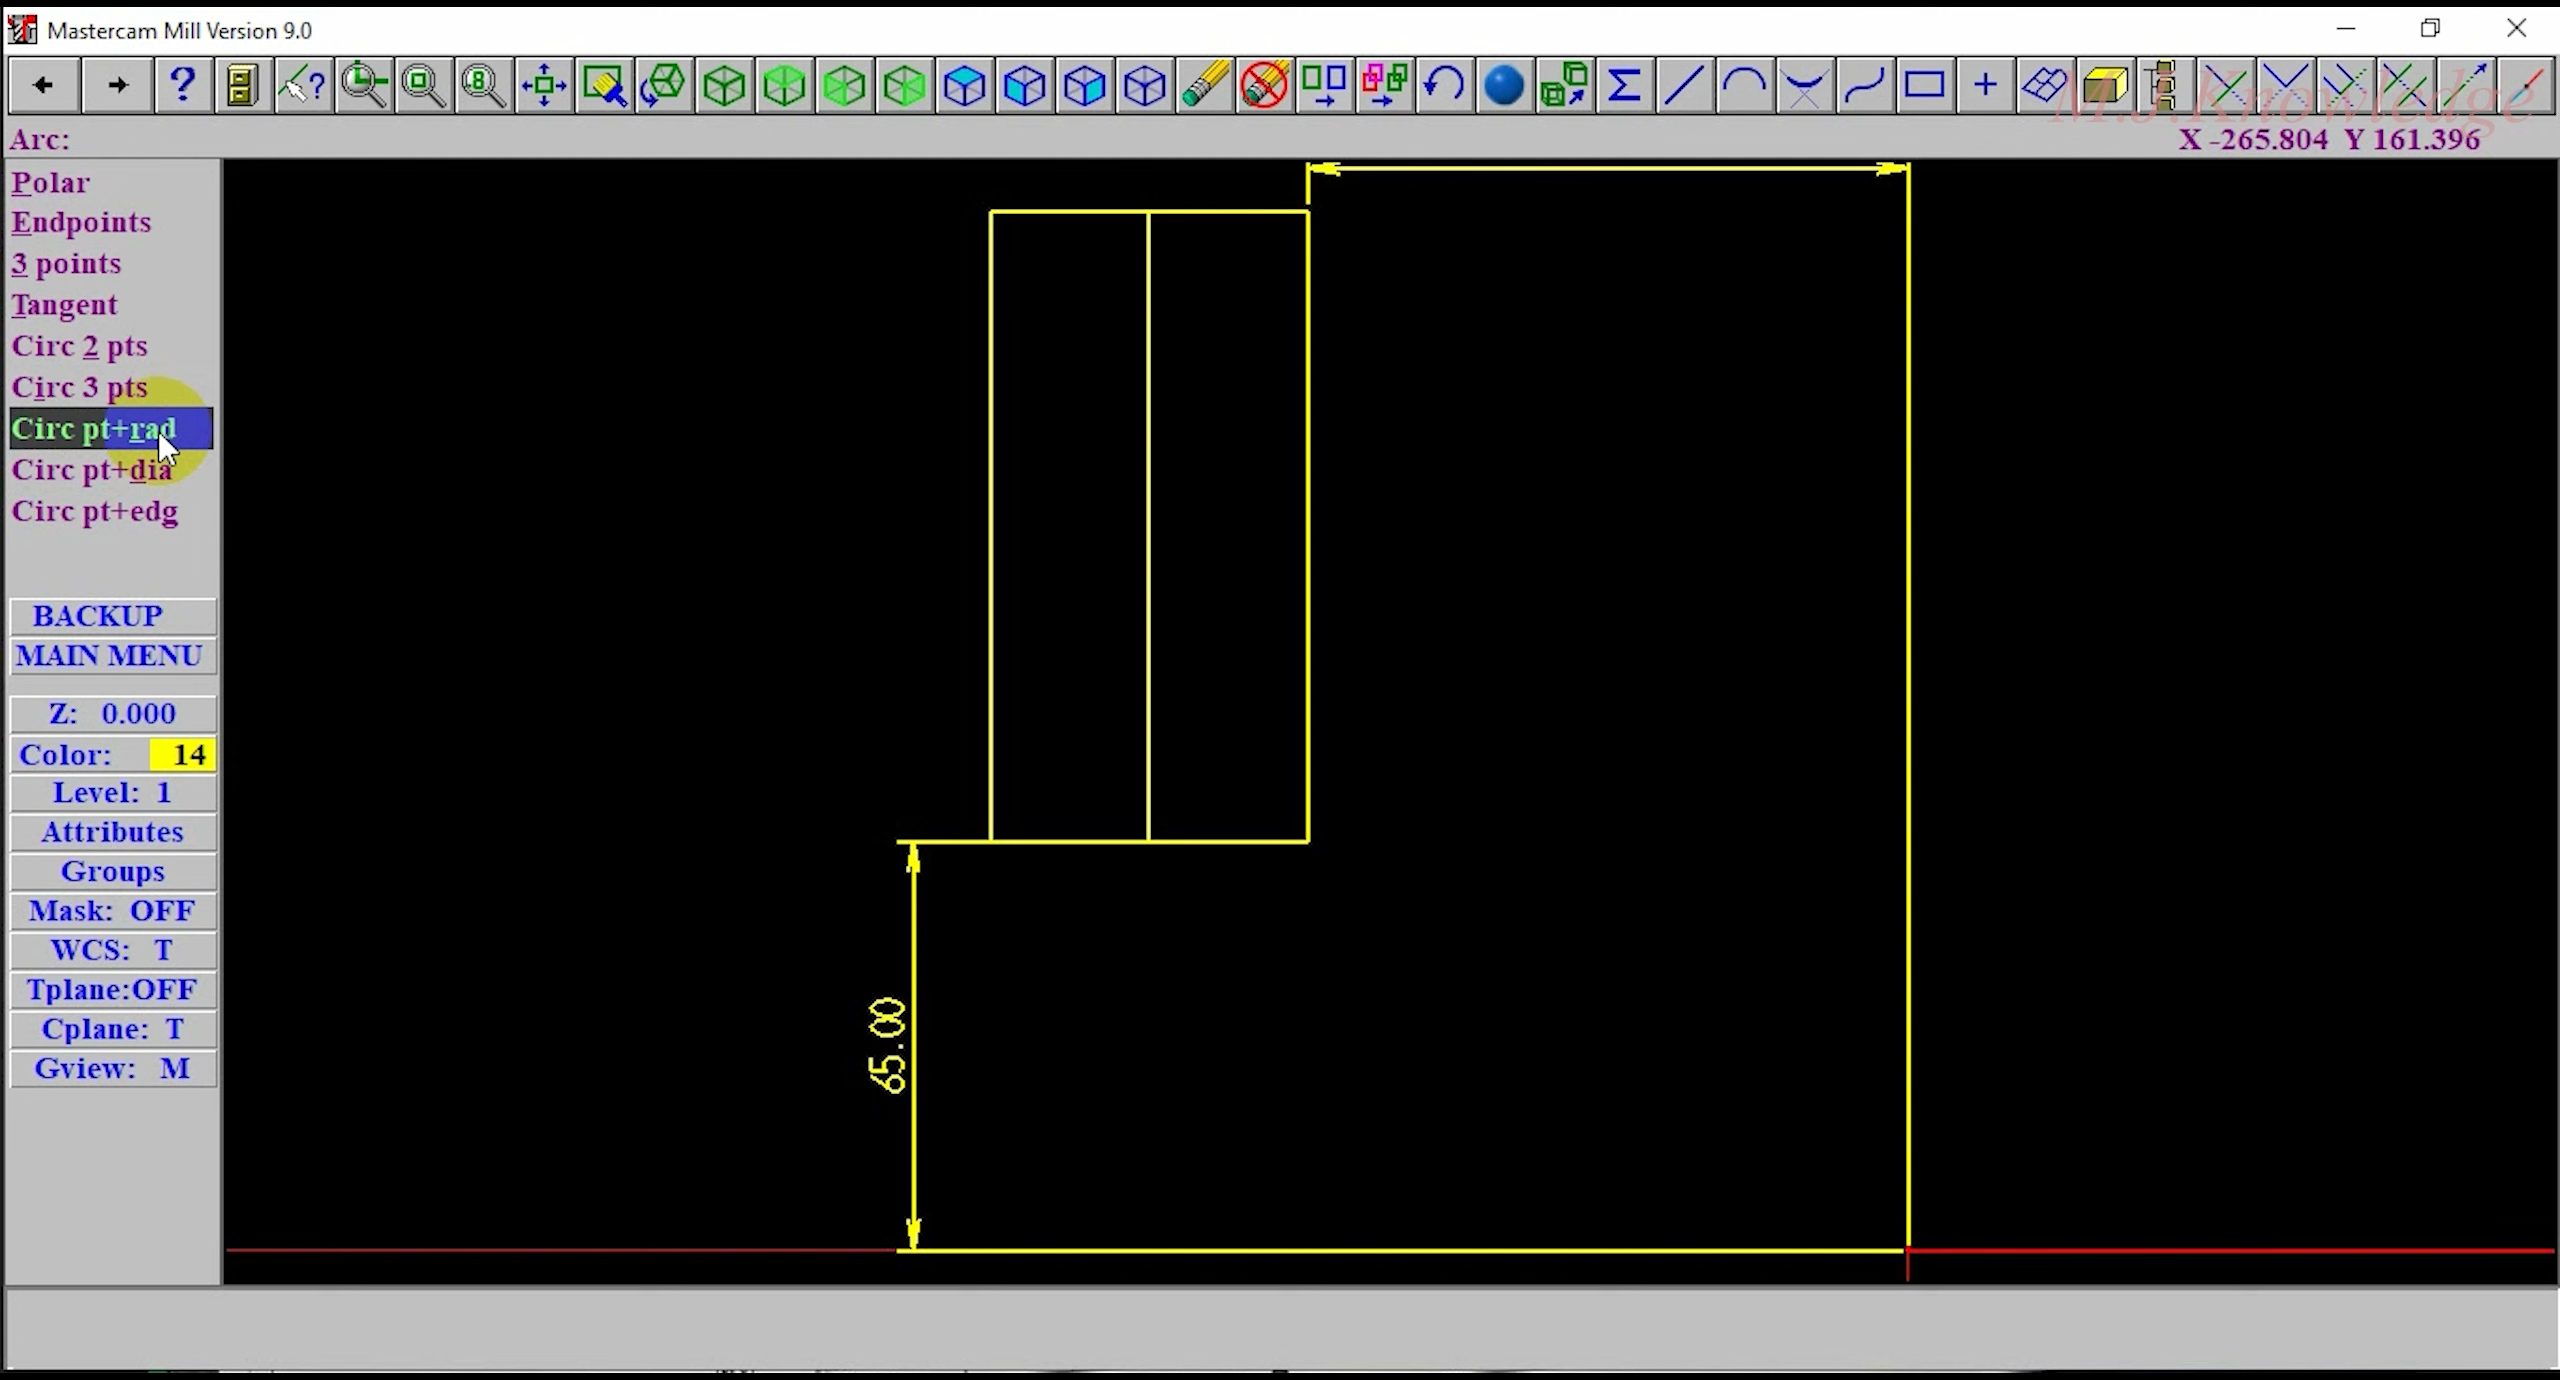 Mastercam Mill Version 9.0
M.J.Knowledge
Arc:
X -265.804 Y 161.396
Polar
Endpoints
3 points
Tangent
Circ 2 pts
Circ 3 pts
Circ pt+rad
Circ pt+dia
Circ pt+edg
BACKUP
MAIN MENU
Z: 0.000
Color: 14
Level: 1
Attributes
Groups
Mask: OFF
WCS: T
Tplane:OFF
Cplane: T
Gview: M
65.00